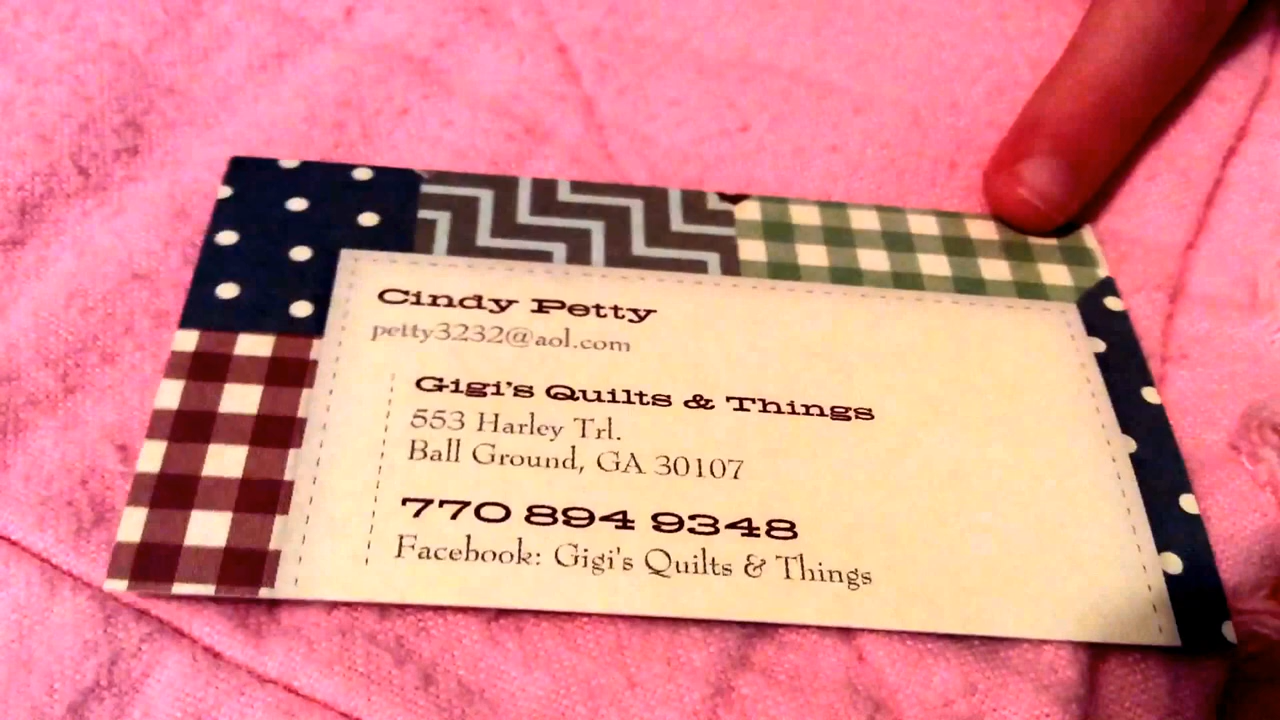 Cindy Petty
petty3232@aol.com
Gigi's Quilts & Things
553 Harley Trl.
Ball Ground, GA 30107
770 894 9348
Facebook: Gigi's Quilts & Things